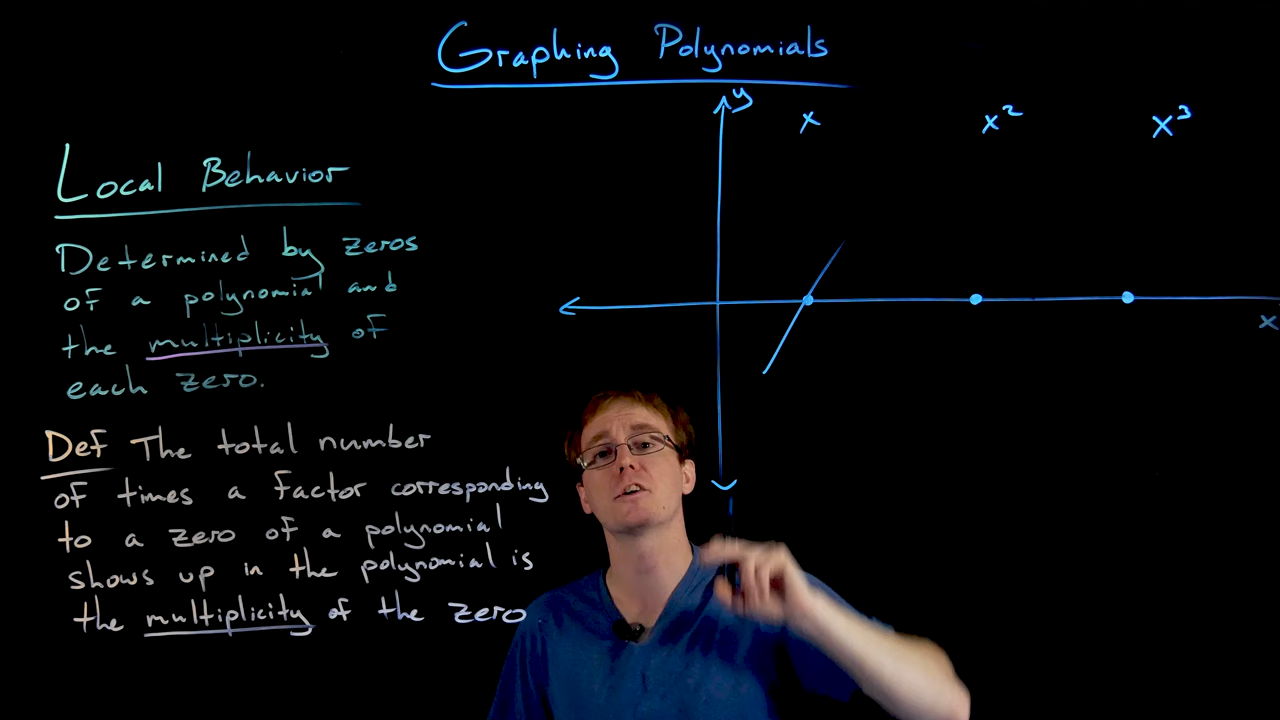 Graphing Polynomials
y
x
x²
x³
Local Behavior
Determined by zeros
of a polynomial and
the multiplicity of
each zero.
x
Def The total number
of times a factor corresponding
to a zero of a polynomial
shows up in the polynomial is
the multiplicity of the zero